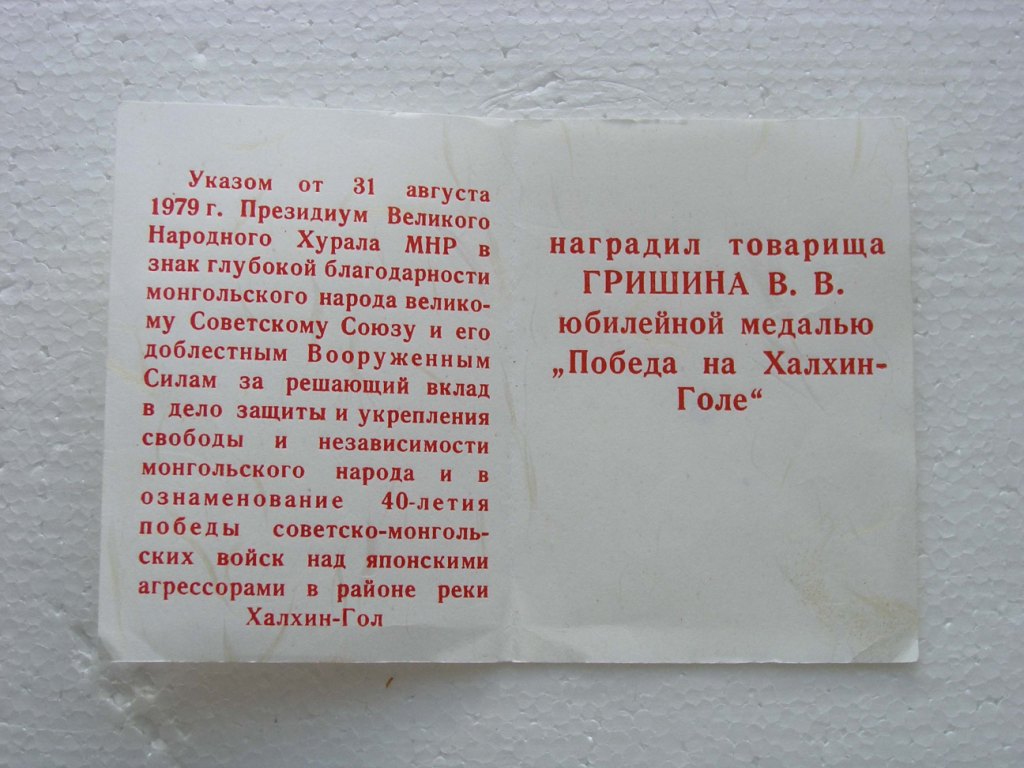 Указом от 31 августа
1979 г. Президиум Великого
Народного Хурала МНР в
знак глубокой благодарности
монгольского народа велико-
му Советскому Союзу и его
доблестным Вооруженным
Силам за решающий вклад
в дело защиты и укрепления
свободы и независимости
монгольского народа и в
ознаменование 40-летия
победы советско-монголь-
ских войск над японскими
агрессорами в районе реки
Халхин-Гол
наградил товарища
ГРИШИНА В. В.
юбилейной медалью
„Победа на Халхин-
Голе“